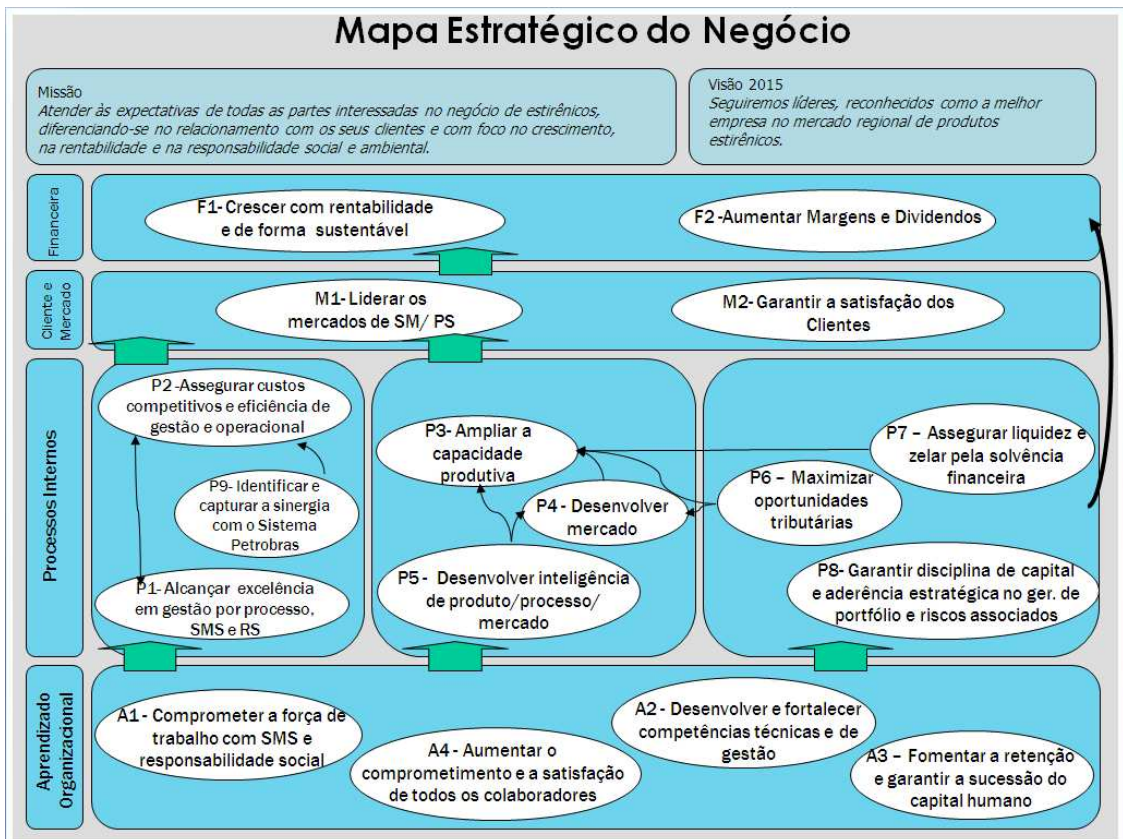 Mapa Estratégico do Negócio
Missão
Atender às expectativas de todas as partes interessadas no negócio de estirênicos,
diferenciando-se no relacionamento com os seus clientes e com foco no crescimento,
na rentabilidade e na responsabilidade social e ambiental.
Visão 2015
Seguiremos líderes, reconhecidos como a melhor
empresa no mercado regional de produtos
estirênicos.
Financeira
F1- Crescer com rentabilidade
e de forma sustentável
F2 -Aumentar Margens e Dividendos
Cliente e
Mercado
M1- Liderar os
mercados de SM/ PS
M2- Garantir a satisfação dos
Clientes
Processos Internos
P2 -Assegurar custos
competitivos e eficiência de
gestão e operacional
P9- Identificar e
capturar a sinergia
com o Sistema
Petrobras
P1- Alcançar excelência
em gestão por processo,
SMS e RS
P3- Ampliar a
capacidade
produtiva
P4 - Desenvolver
mercado
P5 - Desenvolver inteligência
de produto/processo/
mercado
P7 – Assegurar liquidez e
zelar pela solvência
financeira
P6 – Maximizar
oportunidades
tributárias
P8- Garantir disciplina de capital
e aderência estratégica no ger. de
portfólio e riscos associados
Aprendizado
Organizacional
A1 - Comprometer a força de
trabalho com SMS e
responsabilidade social
A4 - Aumentar o
comprometimento e a satisfação
de todos os colaboradores
A2 - Desenvolver e fortalecer
competências técnicas e de
gestão
A3 – Fomentar a retenção
e garantir a sucessão do
capital humano